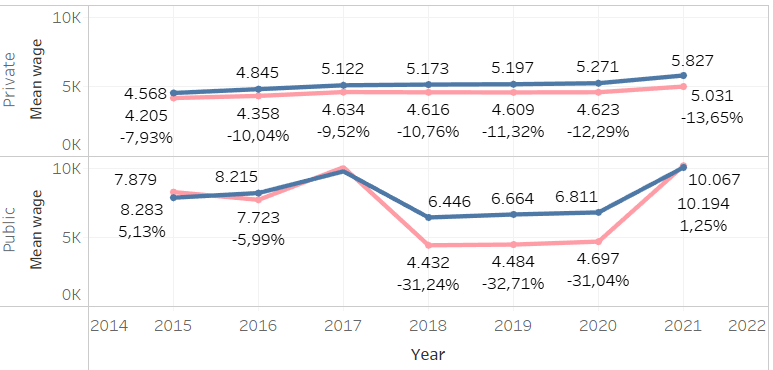 Private
Mean wage
10K
5K
0K
4.568 4.845 5.122 5.173 5.197 5.271 5.827
4.205 4.358 4.634 4.616 4.609 4.623 5.031
-7,93% -10,04% -9,52% -10,76% -11,32% -12,29% -13,65%
Public
Mean wage
10K
5K
0K
7.879 8.215 6.446 6.664 6.811 10.067
8.283 7.723 4.432 4.484 4.697 10.194
5,13% -5,99% -31,24% -32,71% -31,04% 1,25%
2014 2015 2016 2017 2018 2019 2020 2021 2022
Year